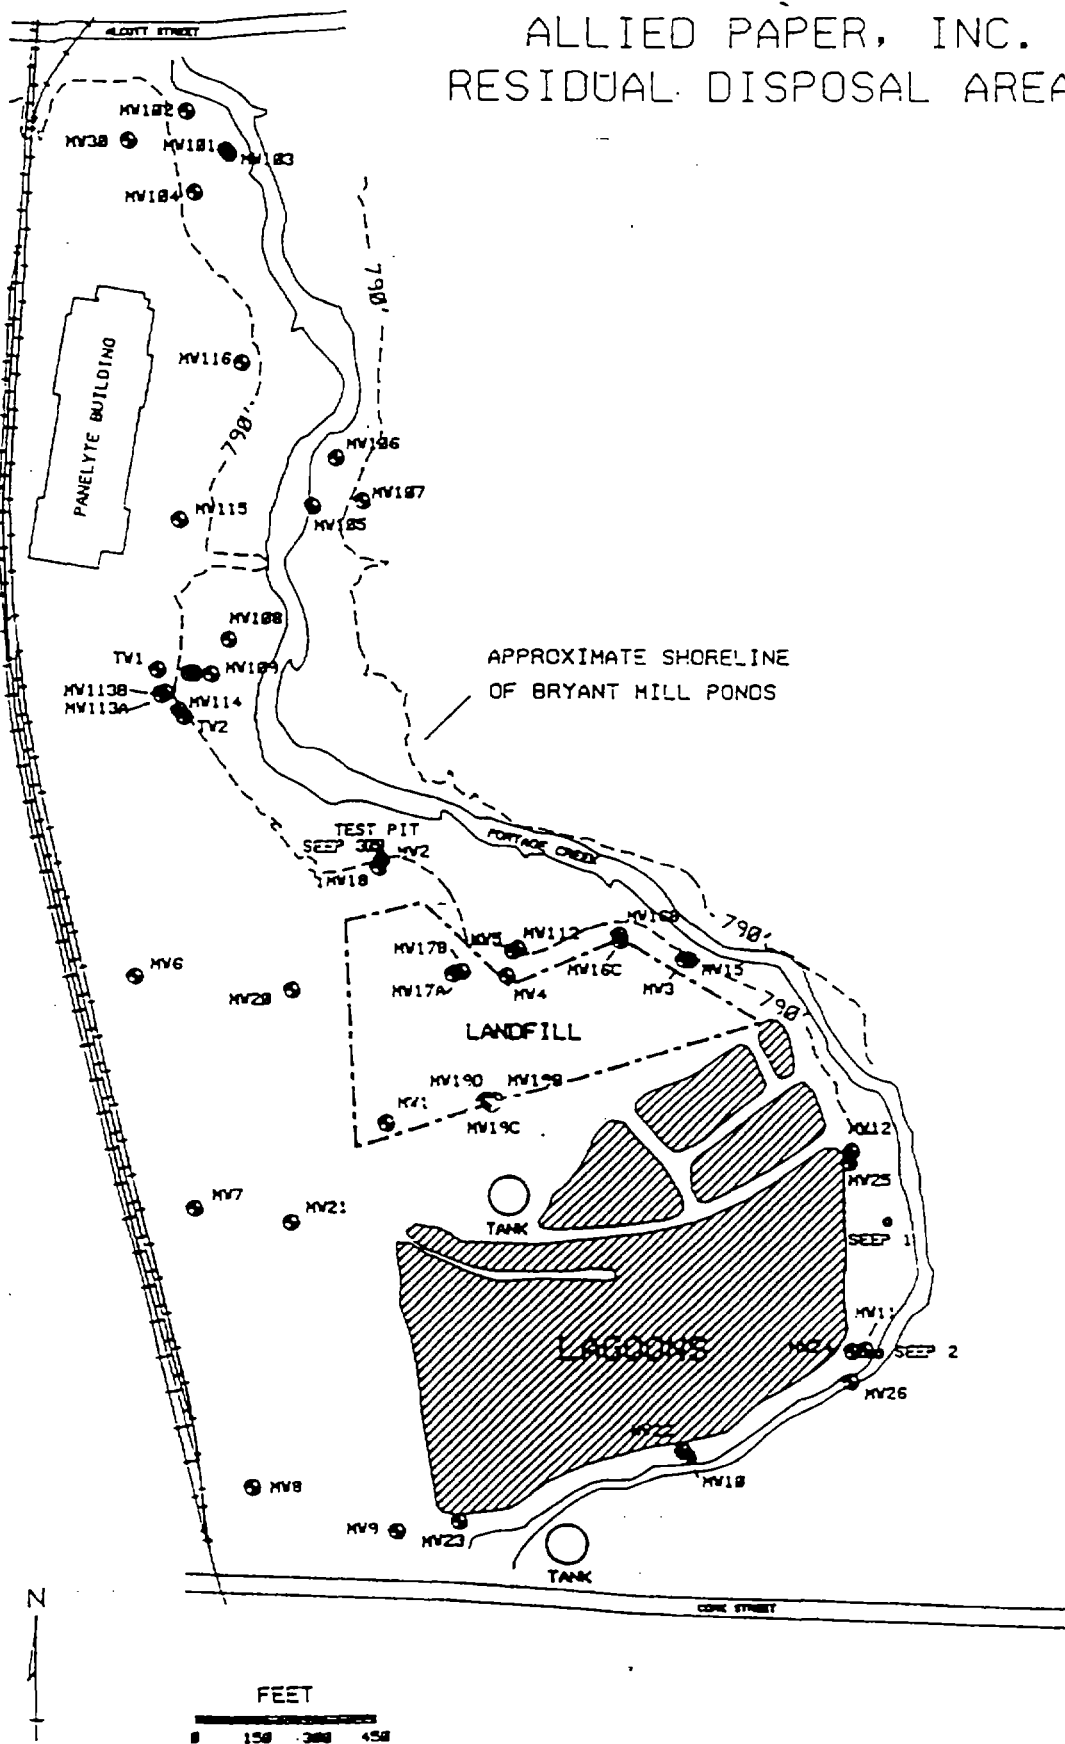 ALLIED PAPER, INC.
RESIDUAL DISPOSAL AREA
ALCOTT STREET
MW102
MW30
MW101
MW103
MW104
790'
MW116
PANELYTE BUILDING
790'
MW106
MW107
MW105
MW115
MW108
TW1
MW109
MW113B
MW113A
MW114
TW2
APPROXIMATE SHORELINE
OF BRYANT MILL PONDS
TEST PIT
SEEP
MW2
MW18
PORTAGE CREEK
MW5
MW112
MW16B
790'
MW17B
MW16C
MW15
MW6
MW20
MW17A
MW4
MW3
790'
LANDFILL
MW19D
MW19B
MW1
MW19C
MW12
MW25
MW7
MW21
TANK
SEEP 1
MW11
LAGOONS
SEEP 2
MW26
MW22
MW10
MW8
MW9
MW23
TANK
CORK STREET
N
FEET
0 150 300 450